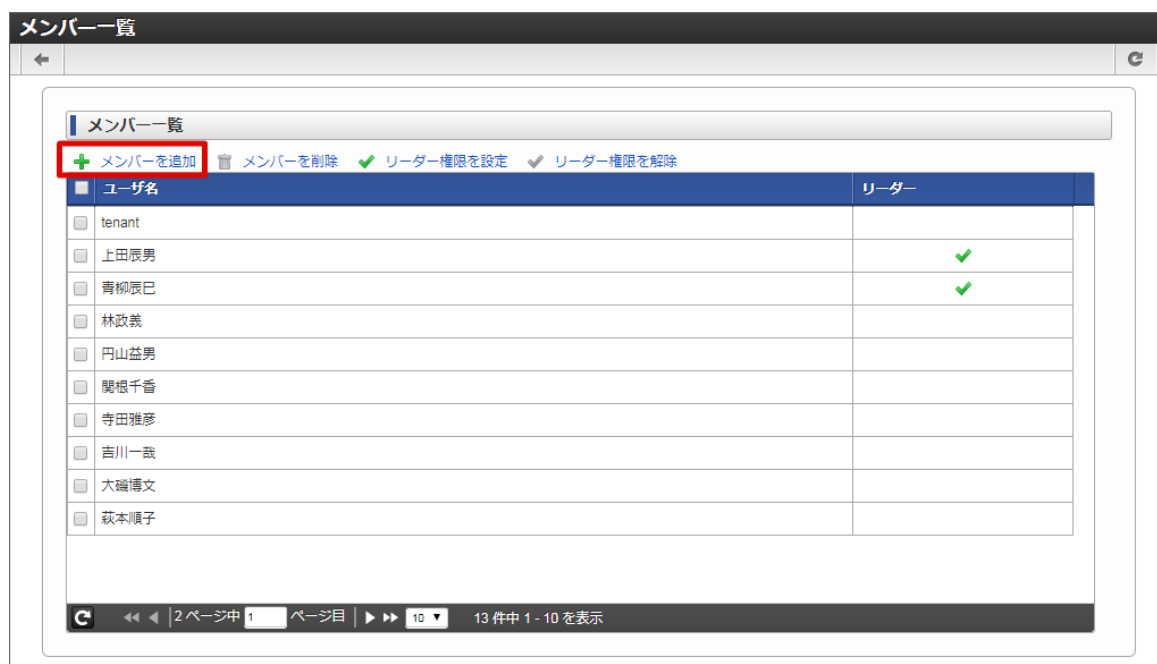 メンバー一覧
メンバー一覧
メンバーを追加 メンバーを削除 リーダー権限を設定 リーダー権限を解除
ユーザ名 リーダー
tenant
上田辰男
青柳辰巳
林政義
円山益男
関根千香
寺田雅彦
吉川一哉
大磯博文
萩本順子
2 ページ中 1 ページ目 10 13 件中 1 - 10 を表示